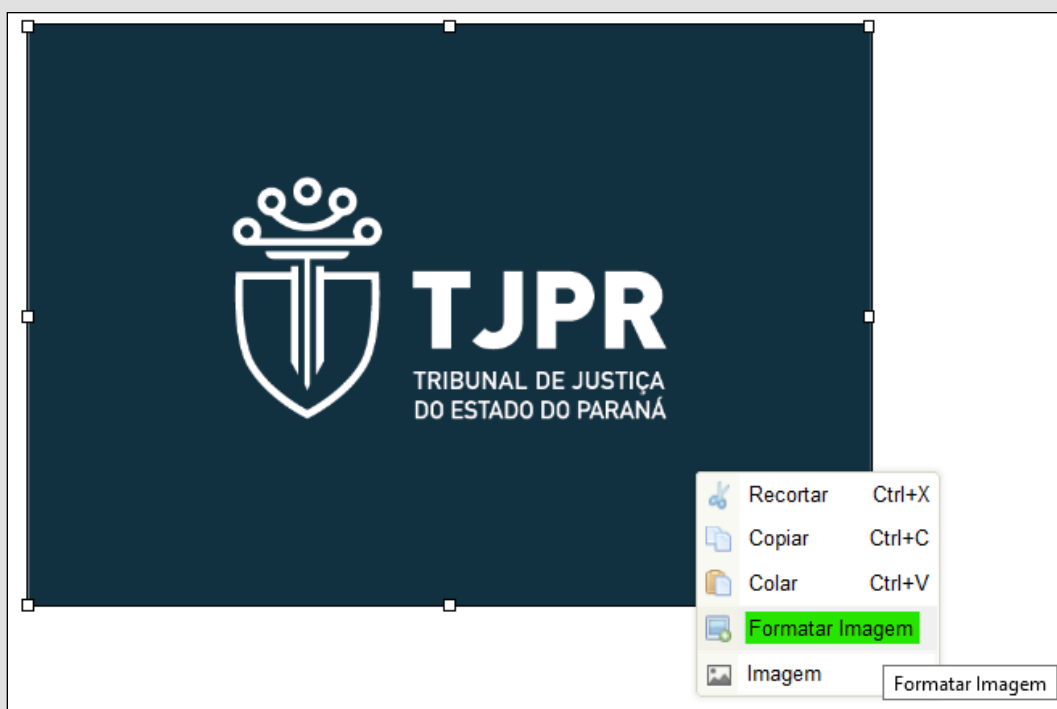 TJPR
TRIBUNAL DE JUSTIÇA
DO ESTADO DO PARANÁ
Recortar Ctrl+X
Copiar Ctrl+C
Colar Ctrl+V
Formatar Imagem
Imagem
Formatar Imagem